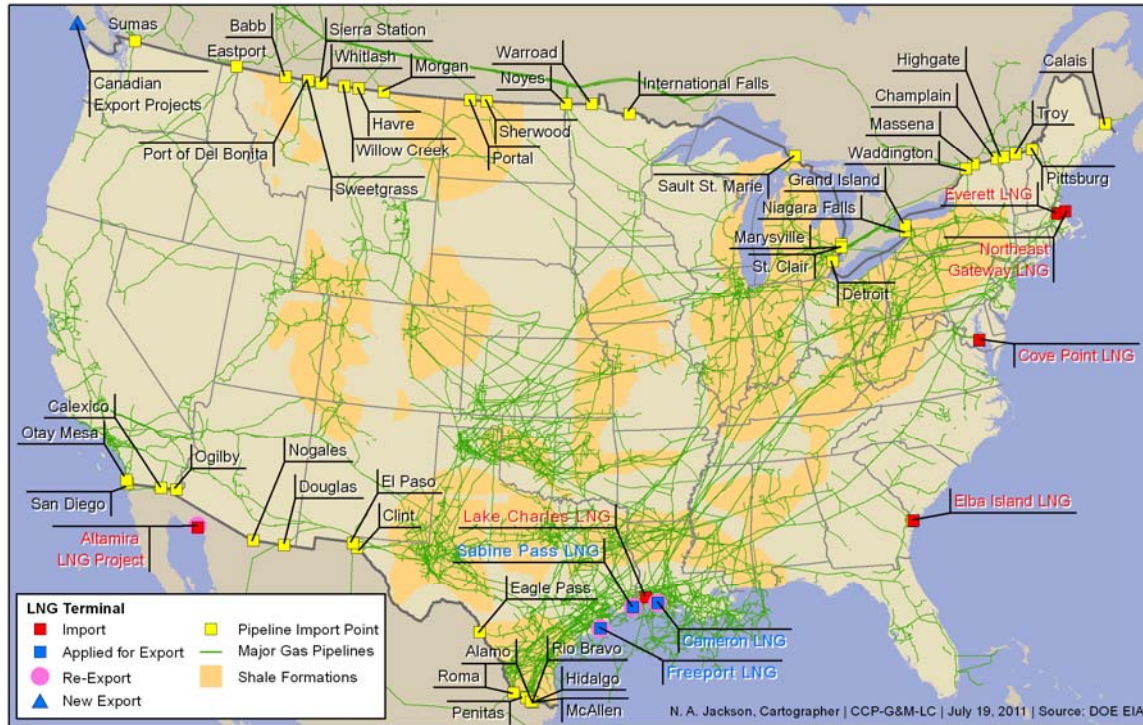 Sumas
Babb
Eastport
Sierra Station
Whitlash
Morgan
Warroad
Noyes
International Falls
Highgate
Champlain
Massena
Waddington
Calais
Troy
Canadian
Export Projects
Port of Del Bonita
Havre
Willow Creek
Sweetgrass
Sherwood
Portal
Sault St. Marie
Grand Island
Niagara Falls
Marysville
St. Clair
Detroit
Pittsburg
Everett LNG
Northeast
Gateway LNG
Cove Point LNG
Calexico
Otay Mesa
Ogilby
San Diego
Nogales
Douglas
El Paso
Clint
Altamira
LNG Project
Lake Charles LNG
Sabine Pass LNG
Elba Island LNG
Eagle Pass
Cameron LNG
Freeport LNG
Alamo
Rio Bravo
Roma
Hidalgo
Penitas
McAllen
LNG Terminal
Import
Applied for Export
Re-Export
New Export
Pipeline Import Point
Major Gas Pipelines
Shale Formations
N. A. Jackson, Cartographer | CCP-G&M-LC | July 19, 2011 | Source: DOE EIA